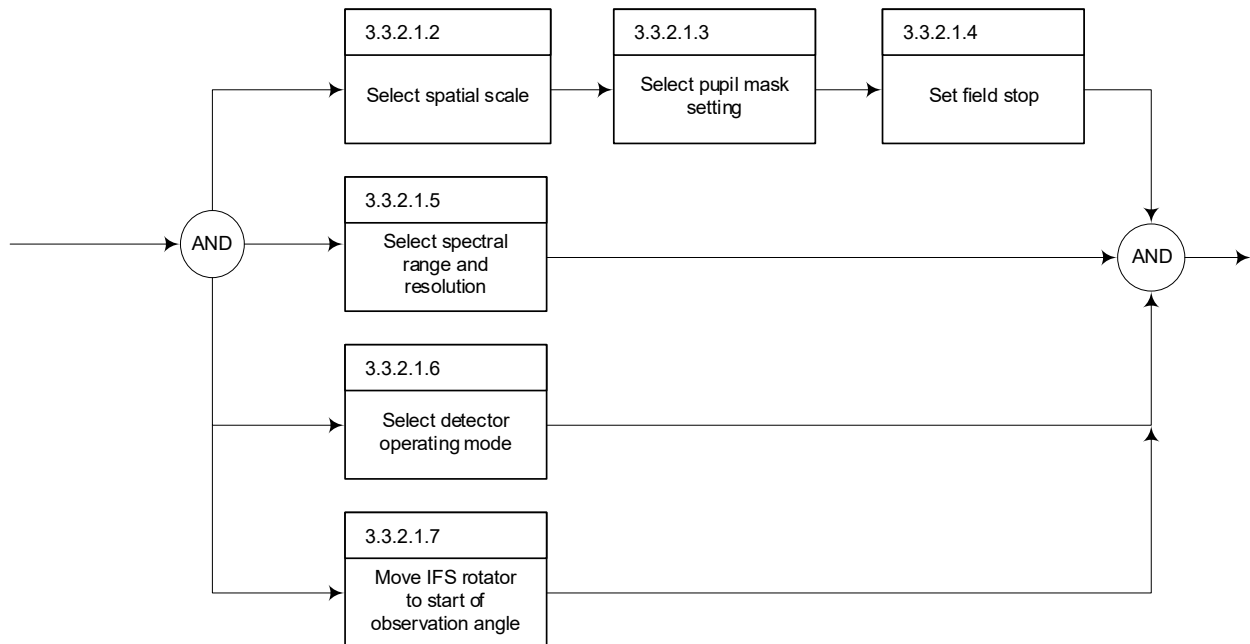 3.3.2.1.2
Select spatial scale
3.3.2.1.3
Select pupil mask
setting
3.3.2.1.4
Set field stop
AND
3.3.2.1.5
Select spectral
range and
resolution
AND
3.3.2.1.6
Select detector
operating mode
3.3.2.1.7
Move IFS rotator
to start of
observation angle